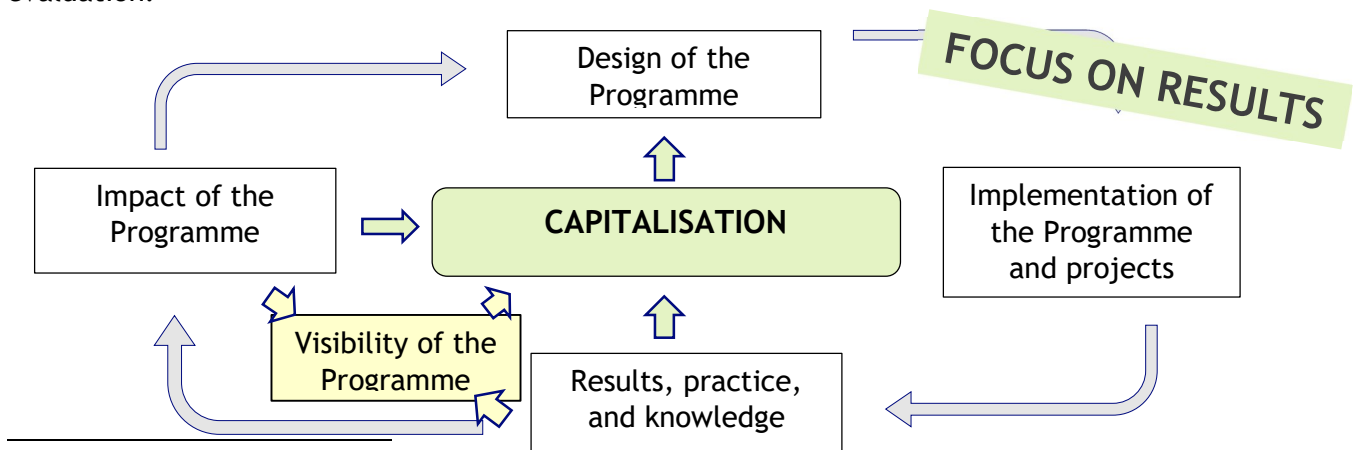 evaluation.
Design of the
Programme
FOCUS ON RESULTS
Impact of the
Programme
CAPITALISATION
Implementation of
the Programme
and projects
Visibility of the
Programme
Results, practice,
and knowledge